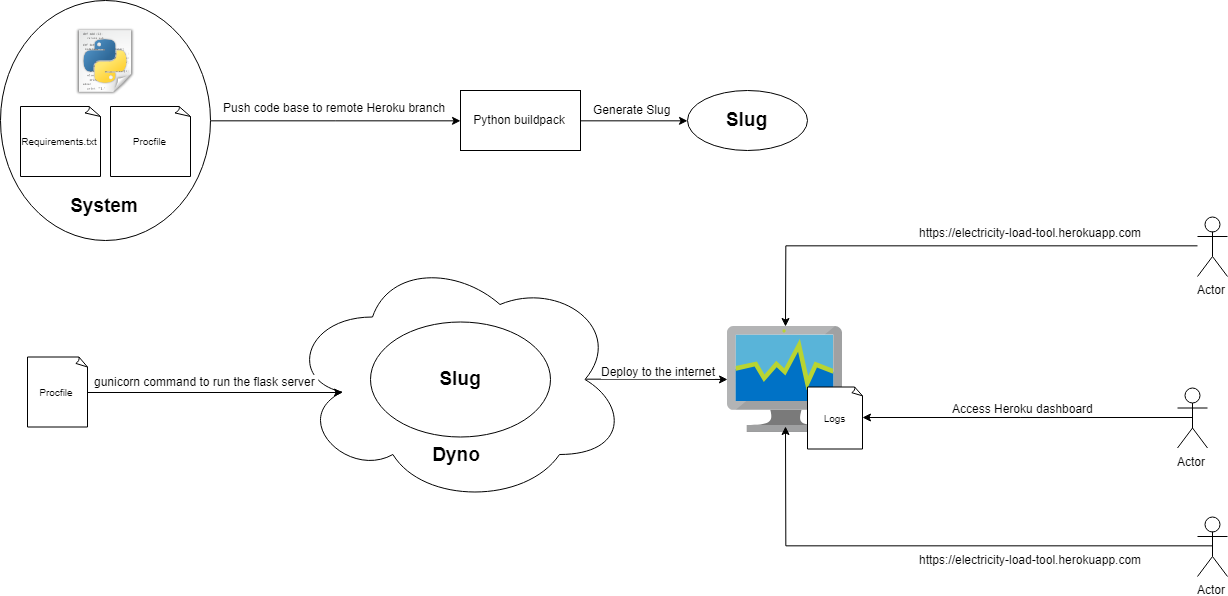 Push code base to remote Heroku branch
Generate Slug
Python buildpack
Slug
Requirements.txt
Procfile
System
https://electricity-load-tool.herokuapp.com
Actor
Procfile
gunicorn command to run the flask server
Slug
Dyno
Deploy to the internet
Logs
Access Heroku dashboard
Actor
https://electricity-load-tool.herokuapp.com
Actor